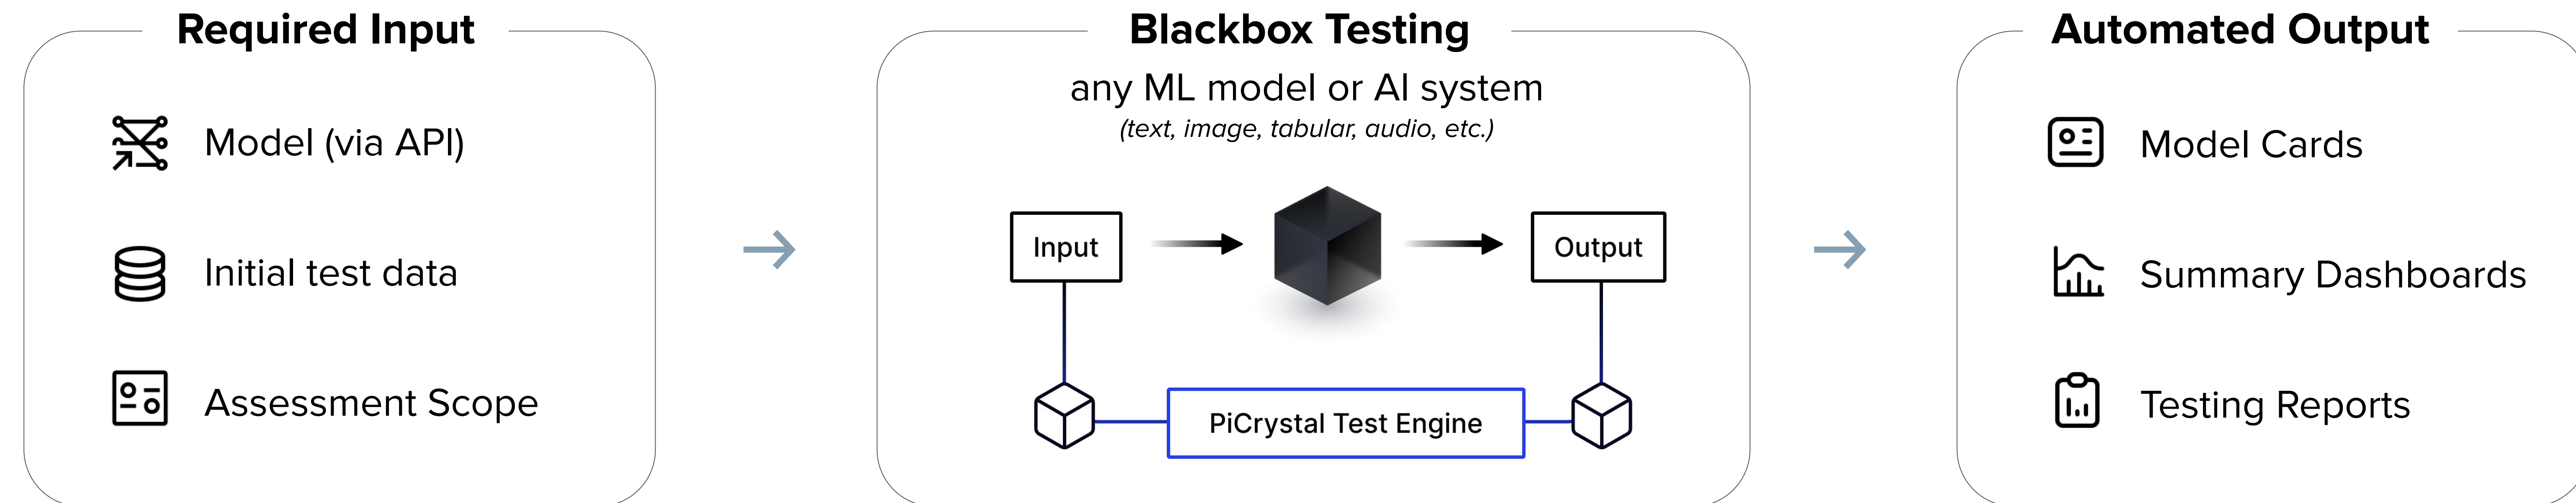 Required Input
Model (via API)
Initial test data
Assessment Scope
Blackbox Testing
any ML model or AI system
(text, image, tabular, audio, etc.)
Input
Output
PiCrystal Test Engine
Automated Output
Model Cards
Summary Dashboards
Testing Reports